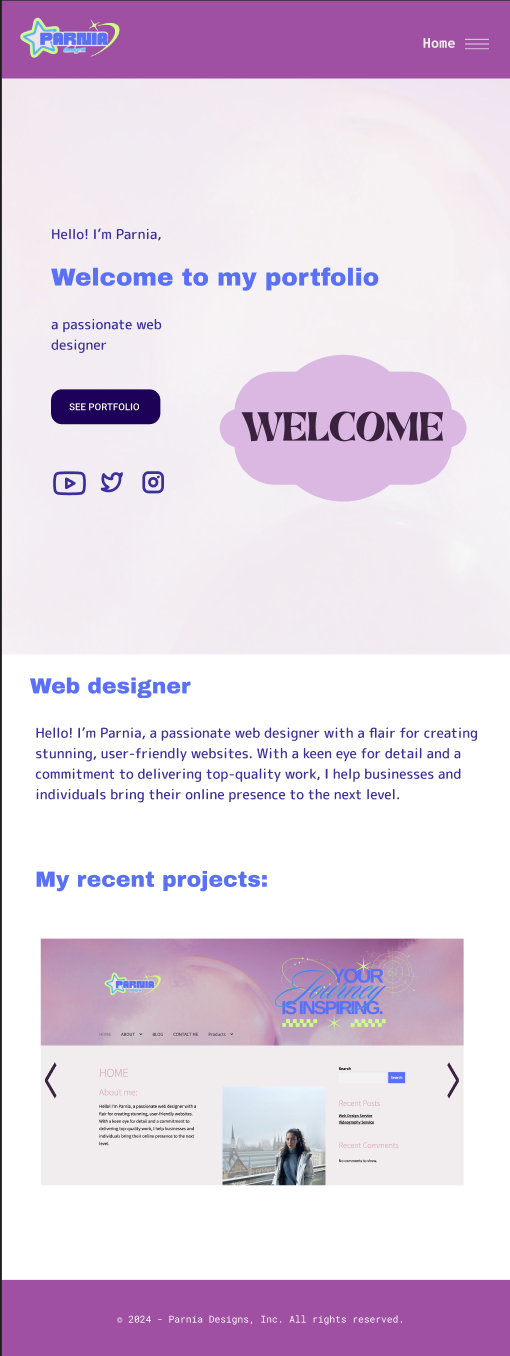 PARNIA
designs
Home
Hello! I'm Parnia,
Welcome to my portfolio
a passionate web
designer
SEE PORTFOLIO
WELCOME
Web designer
Hello! I'm Parnia, a passionate web designer with a flair for creating
stunning, user-friendly websites. With a keen eye for detail and a
commitment to delivering top-quality work, I help businesses and
individuals bring their online presence to the next level.
My recent projects:
PARNIA
YOUR
Journey
IS INSPIRING.
HOME ABOUT BLOG CONTACT ME Products
HOME
About me:
Hello! I'm Parnia, a passionate web designer with a
flair for creating stunning, user-friendly websites.
With a keen eye for detail and a commitment to
delivering top-quality work, I help businesses and
individuals bring their online presence to the next
level.
Search
Search
Recent Posts
Web Design Service
Videography Service
Recent Comments
No comments to show.
© 2024 - Parnia Designs, Inc. All rights reserved.